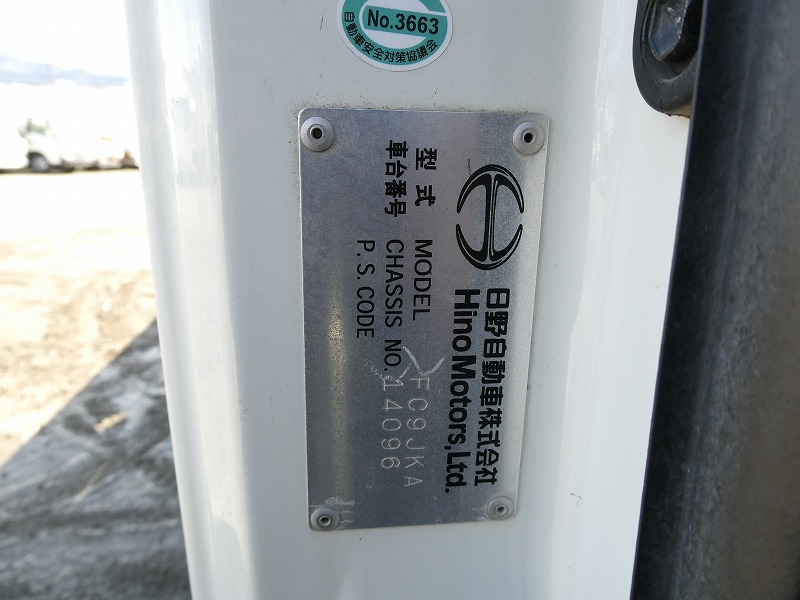 No.3663
自動車安全対策協議会
日野自動車株式会社
Hino Motors,Ltd.
型式 MODEL FC9JKA
車台番号 CHASSIS NO. 14096
P.S. CODE